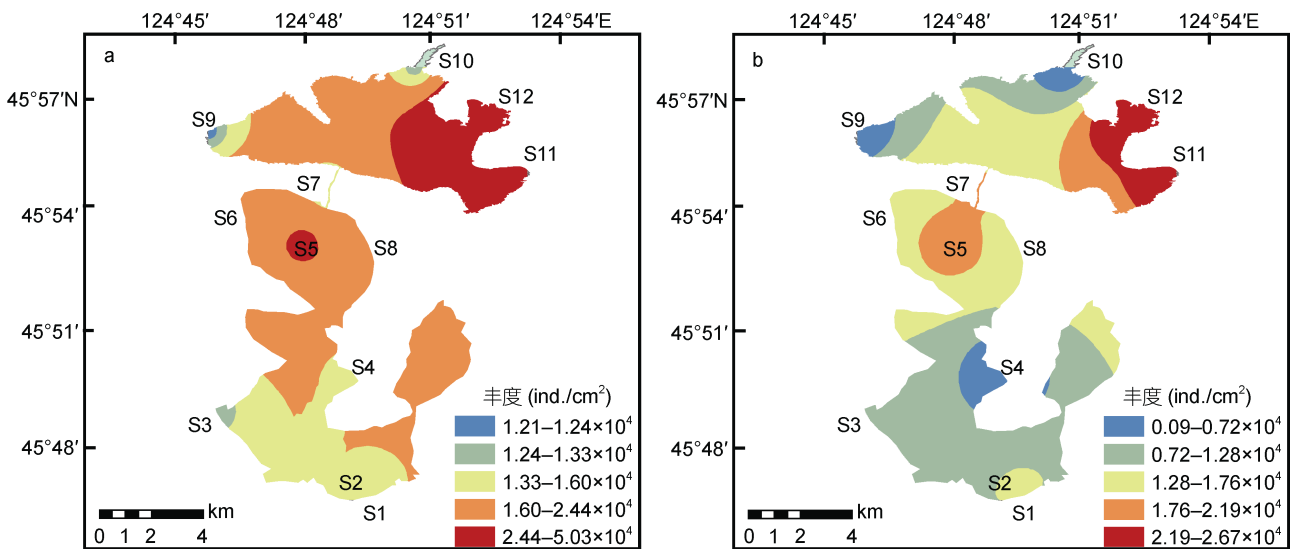 124°45′ 124°48′ 124°51′ 124°54′E
a
45°57′N
45°54′
45°51′
45°48′
S10
S12
S9
S11
S7
S6
S5
S8
S4
S3
S2
S1
丰度 (ind./cm²)
1.21–1.24×10⁴
1.24–1.33×10⁴
1.33–1.60×10⁴
1.60–2.44×10⁴
2.44–5.03×10⁴
km
0 1 2 4
124°45′ 124°48′ 124°51′ 124°54′E
b
45°57′N
45°54′
45°51′
45°48′
S10
S12
S9
S11
S7
S6
S5
S8
S4
S3
S2
S1
丰度 (ind./cm²)
0.09–0.72×10⁴
0.72–1.28×10⁴
1.28–1.76×10⁴
1.76–2.19×10⁴
2.19–2.67×10⁴
km
0 1 2 4